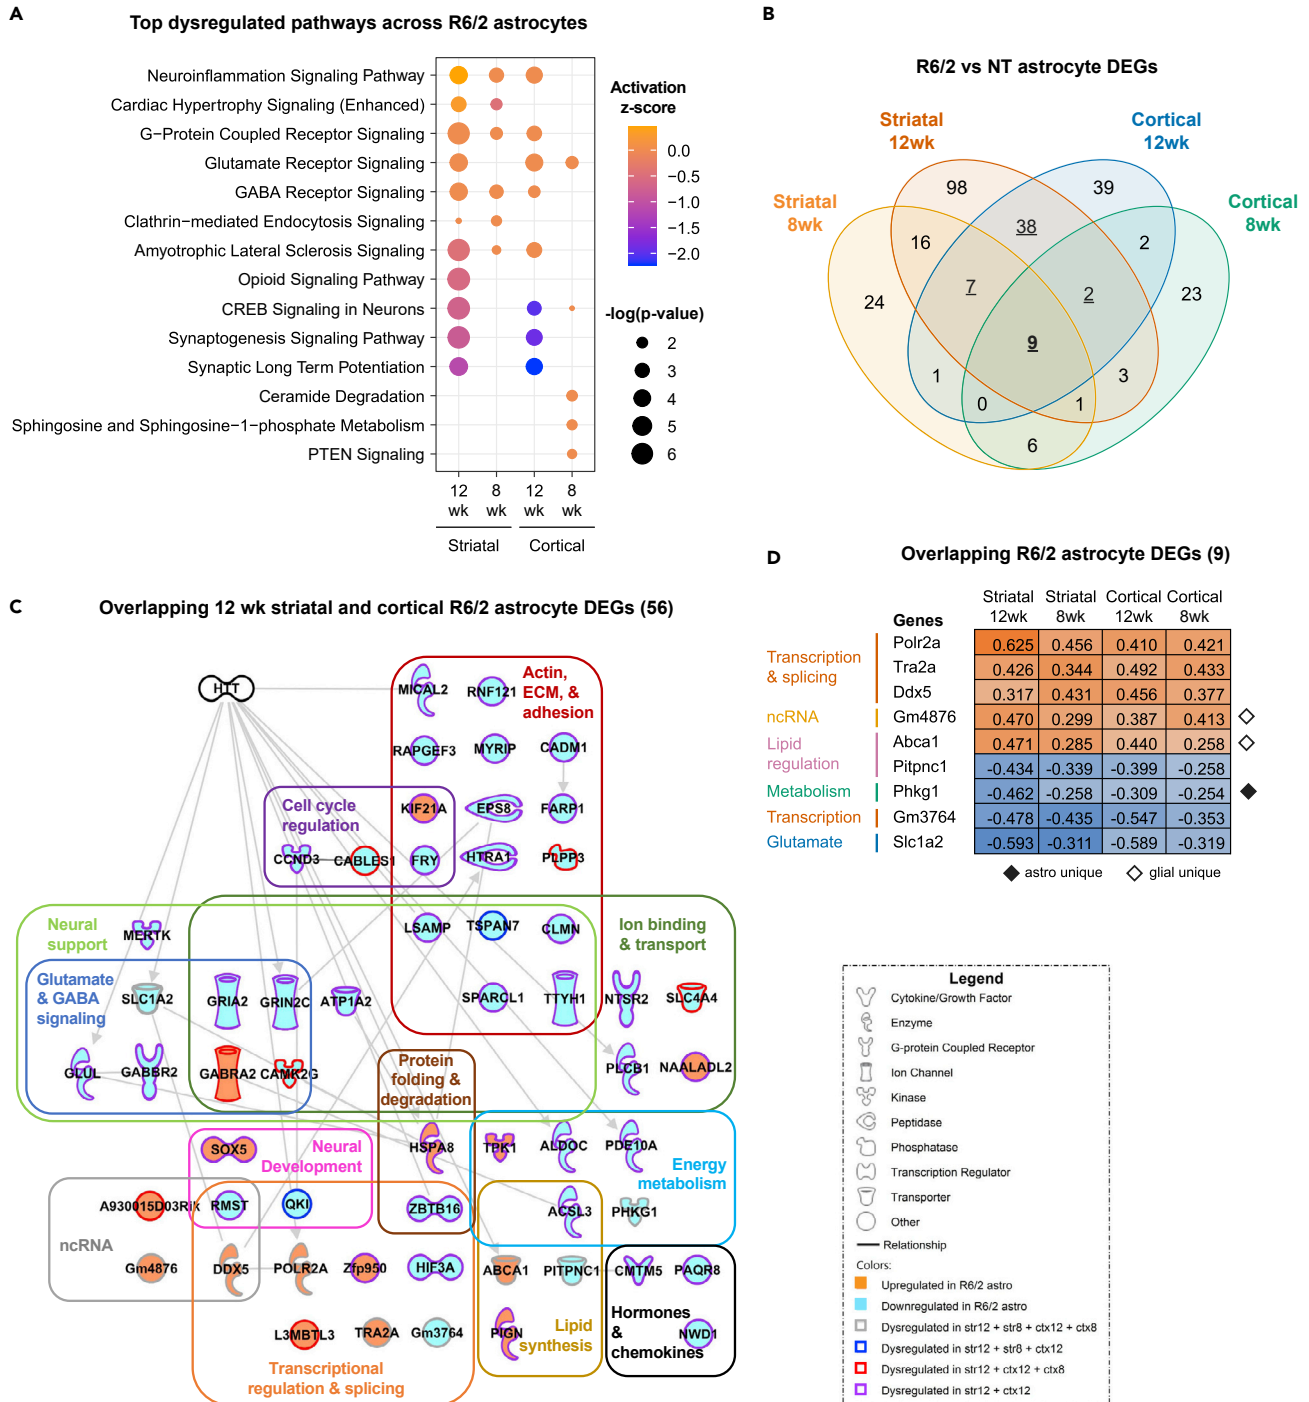 A
Top dysregulated pathways across R6/2 astrocytes
Neuroinflammation Signaling Pathway
Cardiac Hypertrophy Signaling (Enhanced)
G−Protein Coupled Receptor Signaling
Glutamate Receptor Signaling
GABA Receptor Signaling
Clathrin−mediated Endocytosis Signaling
Amyotrophic Lateral Sclerosis Signaling
Opioid Signaling Pathway
CREB Signaling in Neurons
Synaptogenesis Signaling Pathway
Synaptic Long Term Potentiation
Ceramide Degradation
Sphingosine and Sphingosine−1−phosphate Metabolism
PTEN Signaling
12 wk
8 wk
12 wk
8 wk
Striatal
Cortical
Activation
z-score
0.0
−0.5
−1.0
−1.5
−2.0
-log(p-value)
2
3
4
5
6
B
R6/2 vs NT astrocyte DEGs
Striatal
12wk
Cortical
12wk
Striatal
8wk
Cortical
8wk
98
39
38
16
2
7
2
24
23
9
1
3
0
1
6
C
Overlapping 12 wk striatal and cortical R6/2 astrocyte DEGs (56)
HTT
Actin,
ECM, &
adhesion
MICAL2
RNF121
RAPGEF3
MYRIP
CADM1
Cell cycle
regulation
KIF21A
EPS8
FARP1
CCND3
CABLES1
FRY
HTRA1
PLPP3
Neural
support
MERTK
LSAMP
TSPAN7
CLMN
Ion binding
& transport
Glutamate
& GABA
signaling
SLC1A2
GRIA2
GRIN2C
ATP1A2
SPARCL1
TTYH1
NTSR2
SLC4A4
GLUL
GABBR2
GABRA2
CAMK2G
Protein
folding &
degradation
PLCB1
NAALADL2
SOX5
Neural
Development
HSPA8
TPK1
ALDOC
PDE10A
Energy
metabolism
A930015D03Rik
RMST
QKI
ZBTB16
ACSL3
PHKG1
ncRNA
Gm4876
DDX5
POLR2A
Zfp950
HIF3A
ABCA1
PITPNC1
CMTM5
PAQR8
L3MBTL3
TRA2A
Gm3764
PIGN
Lipid
synthesis
Hormones
&
chemokines
NWD1
Transcriptional
regulation & splicing
D
Overlapping R6/2 astrocyte DEGs (9)
Genes
Striatal 12wk
Striatal 8wk
Cortical 12wk
Cortical 8wk
Transcription
& splicing
Polr2a 0.625 0.456 0.410 0.421
Tra2a 0.426 0.344 0.492 0.433
Ddx5 0.317 0.431 0.456 0.377
ncRNA Gm4876 0.470 0.299 0.387 0.413
Lipid
regulation
Abca1 0.471 0.285 0.440 0.258
Pitpnc1 -0.434 -0.339 -0.399 -0.258
Metabolism Phkg1 -0.462 -0.258 -0.309 -0.254
Transcription Gm3764 -0.478 -0.435 -0.547 -0.353
Glutamate Slc1a2 -0.593 -0.311 -0.589 -0.319
astro unique
glial unique
Legend
Cytokine/Growth Factor
Enzyme
G-protein Coupled Receptor
Ion Channel
Kinase
Peptidase
Phosphatase
Transcription Regulator
Transporter
Other
Relationship
Colors:
Upregulated in R6/2 astro
Downregulated in R6/2 astro
Dysregulated in str12 + str8 + ctx12 + ctx8
Dysregulated in str12 + str8 + ctx12
Dysregulated in str12 + ctx12 + ctx8
Dysregulated in str12 + ctx12